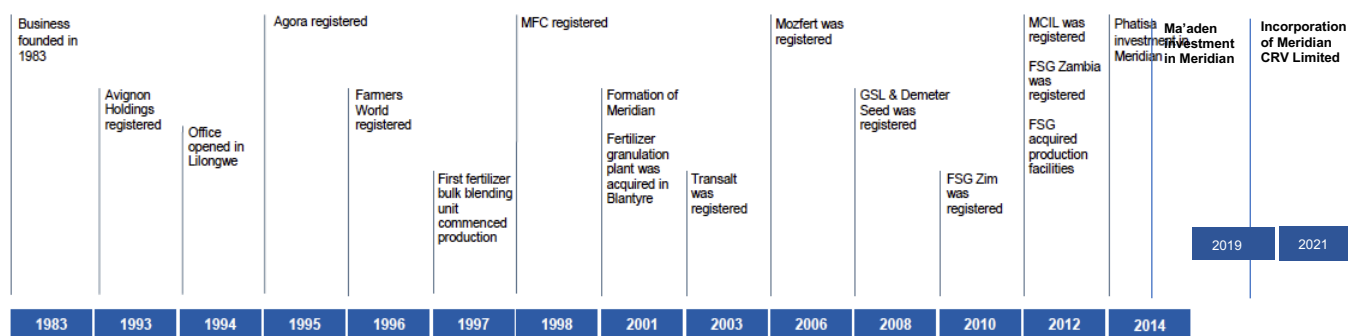 Business
founded in
1983
Avignon
Holdings
registered
Office
opened in
Lilongwe
Agora registered
Farmers
World
registered
First fertilizer
bulk blending
unit
commenced
production
MFC registered
Formation of
Meridian
Fertilizer
granulation
plant was
acquired in
Blantyre
Transalt
was
registered
Mozfert was
registered
GSL & Demeter
Seed was
registered
FSG Zim
was
registered
MCIL was
registered
FSG Zambia
was
registered
FSG
acquired
production
facilities
Phatisa
investment in
Meridian
Ma’aden
investment
in Meridian
Incorporation
of Meridian
CRV Limited
2019
2021
1983
1993
1994
1995
1996
1997
1998
2001
2003
2006
2008
2010
2012
2014